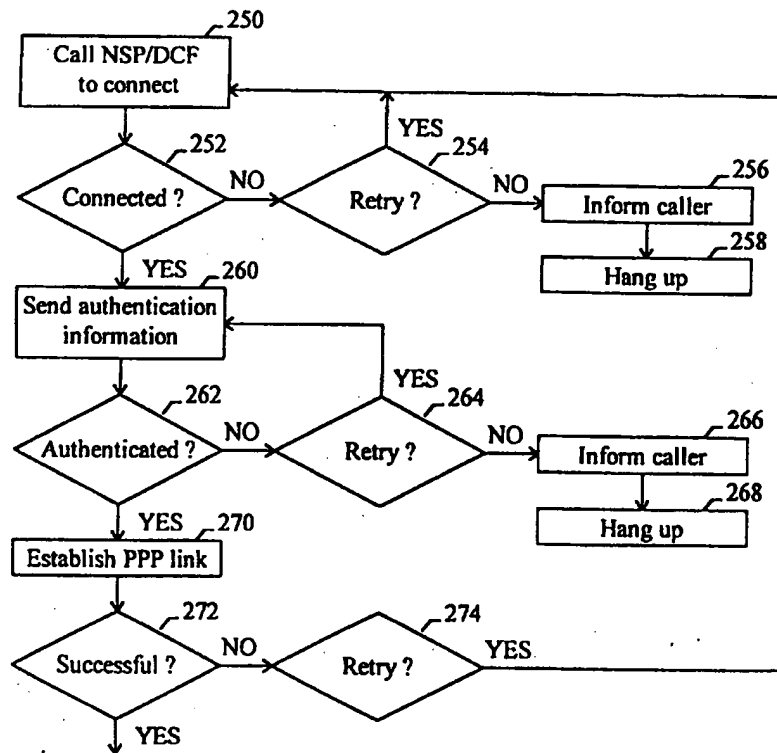 250
Call NSP/DCF
to connect
252
Connected ?
NO
YES
254
Retry ?
YES
NO
256
Inform caller
258
Hang up
260
Send authentication
information
262
Authenticated ?
NO
YES
264
Retry ?
YES
NO
266
Inform caller
268
Hang up
270
Establish PPP link
272
Successful ?
NO
YES
274
Retry ?
YES